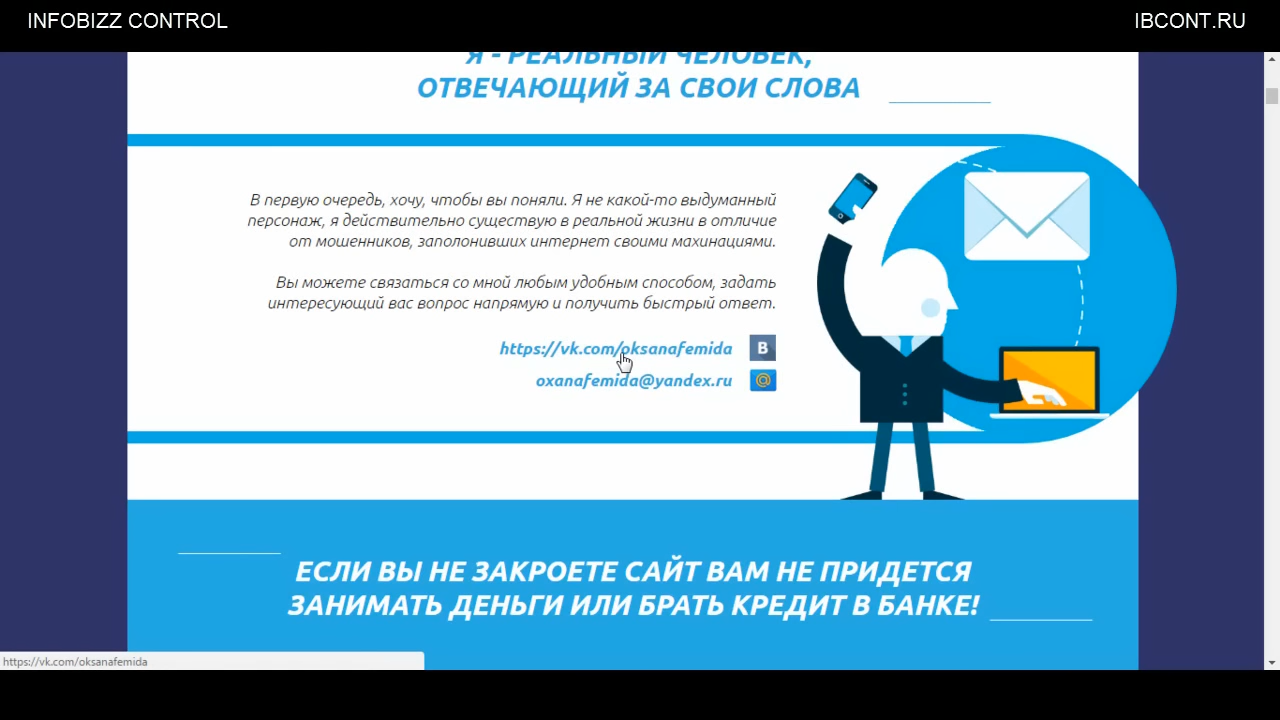 INFOBIZZ CONTROL
IBCONT.RU
Я - РЕАЛЬНЫЙ ЧЕЛОВЕК,
ОТВЕЧАЮЩИЙ ЗА СВОИ СЛОВА
В первую очередь, хочу, чтобы вы поняли. Я не какой-то выдуманный
персонаж, я действительно существую в реальной жизни в отличие
от мошенников, заполонивших интернет своими махинациями.
Вы можете связаться со мной любым удобным способом, задать
интересующий вас вопрос напрямую и получить быстрый ответ.
https://vk.com/oksanafemida
B
oxanafemida@yandex.ru
@
ЕСЛИ ВЫ НЕ ЗАКРОЕТЕ САЙТ ВАМ НЕ ПРИДЕТСЯ
ЗАНИМАТЬ ДЕНЬГИ ИЛИ БРАТЬ КРЕДИТ В БАНКЕ!
https://vk.com/oksanafemida